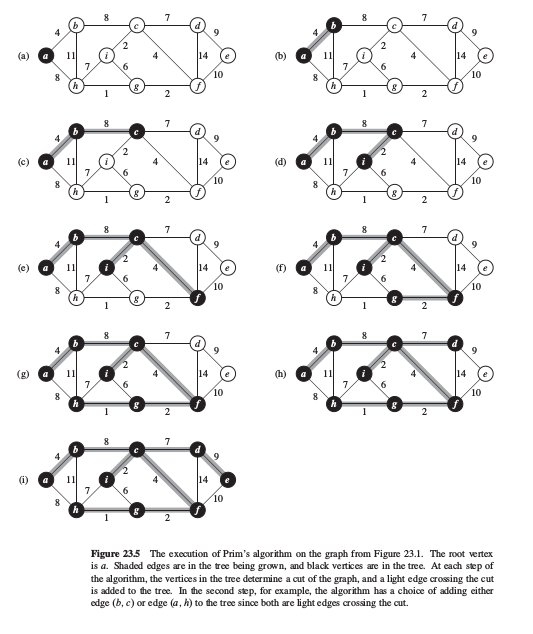 8 7
4 b c d 9
2
(a) a 11 i 4 14 e
7 6
8 h g f 10
1 2
8 7
4 b c d 9
2
(b) a 11 i 4 14 e
7 6
8 h g f 10
1 2
8 7
4 b c d 9
2
(c) a 11 i 4 14 e
7 6
8 h g f 10
1 2
8 7
4 b c d 9
2
(d) a 11 i 4 14 e
7 6
8 h g f 10
1 2
8 7
4 b c d 9
2
(e) a 11 i 4 14 e
7 6
8 h g f 10
1 2
8 7
4 b c d 9
2
(f) a 11 i 4 14 e
7 6
8 h g f 10
1 2
8 7
4 b c d 9
2
(g) a 11 i 4 14 e
7 6
8 h g f 10
1 2
8 7
4 b c d 9
2
(h) a 11 i 4 14 e
7 6
8 h g f 10
1 2
8 7
4 b c d 9
2
(i) a 11 i 4 14 e
7 6
8 h g f 10
1 2
Figure 23.5 The execution of Prim's algorithm on the graph from Figure 23.1. The root vertex
is a. Shaded edges are in the tree being grown, and black vertices are in the tree. At each step of
the algorithm, the vertices in the tree determine a cut of the graph, and a light edge crossing the cut
is added to the tree. In the second step, for example, the algorithm has a choice of adding either
edge (b, c) or edge (a, h) to the tree since both are light edges crossing the cut.